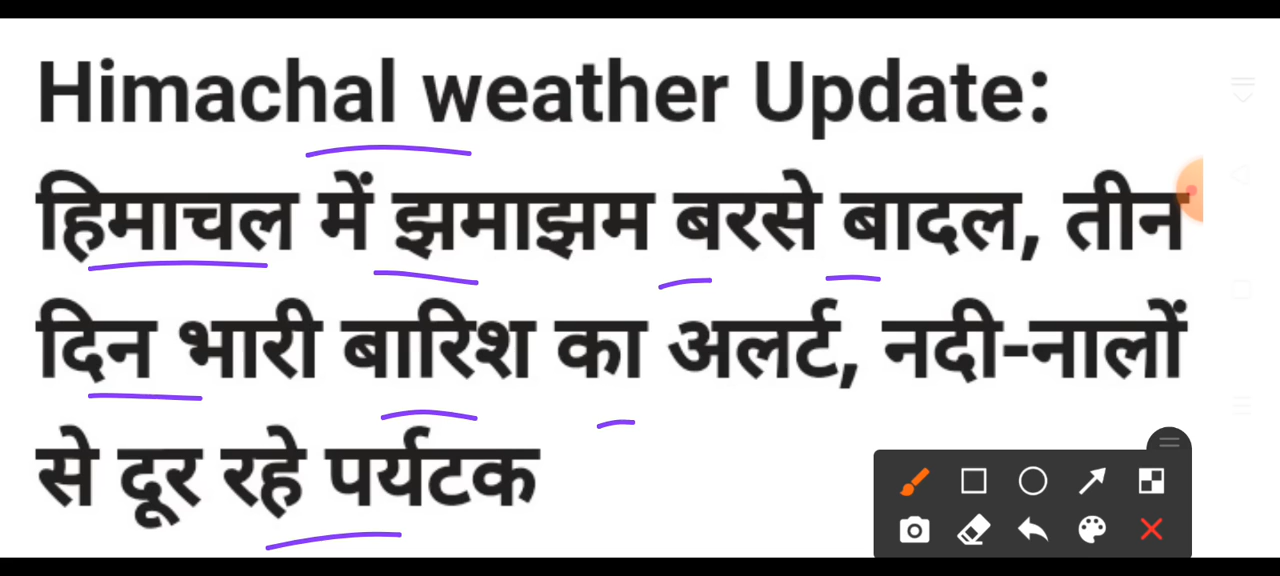 Himachal weather Update:
हिमाचल में झमाझम बरसे बादल, तीन
दिन भारी बारिश का अलर्ट, नदी-नालों
से दूर रहे पर्यटक